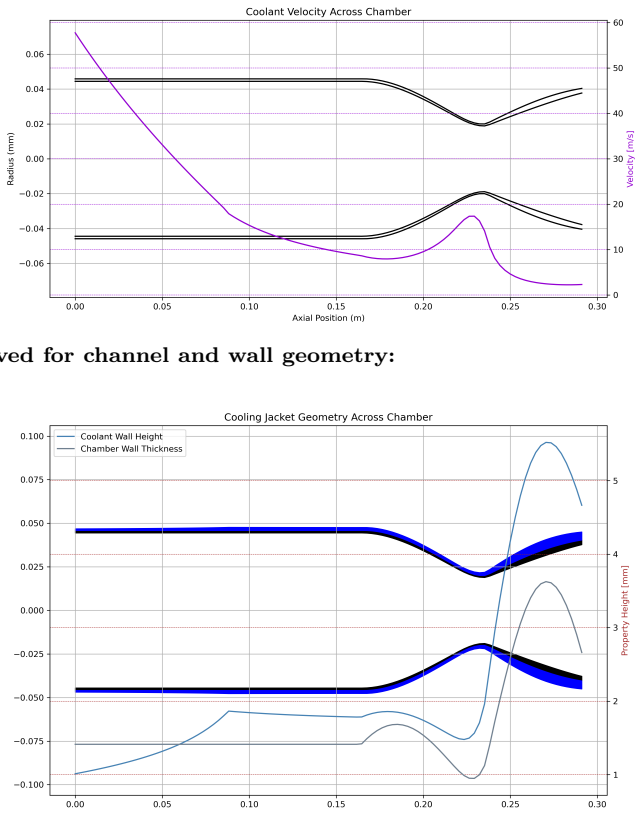 Coolant Velocity Across Chamber
60
0.06
50
0.04
40
0.02
Radius (mm)
0.00
30
Velocity [m/s]
−0.02
20
−0.04
10
−0.06
0
0.00 0.05 0.10 0.15 0.20 0.25 0.30
Axial Position (m)
ved for channel and wall geometry:
Cooling Jacket Geometry Across Chamber
0.100
Coolant Wall Height
Chamber Wall Thickness
0.075
5
0.050
0.025
4
0.000
Property Height [mm]
3
−0.025
−0.050
2
−0.075
1
−0.100
0.00 0.05 0.10 0.15 0.20 0.25 0.30